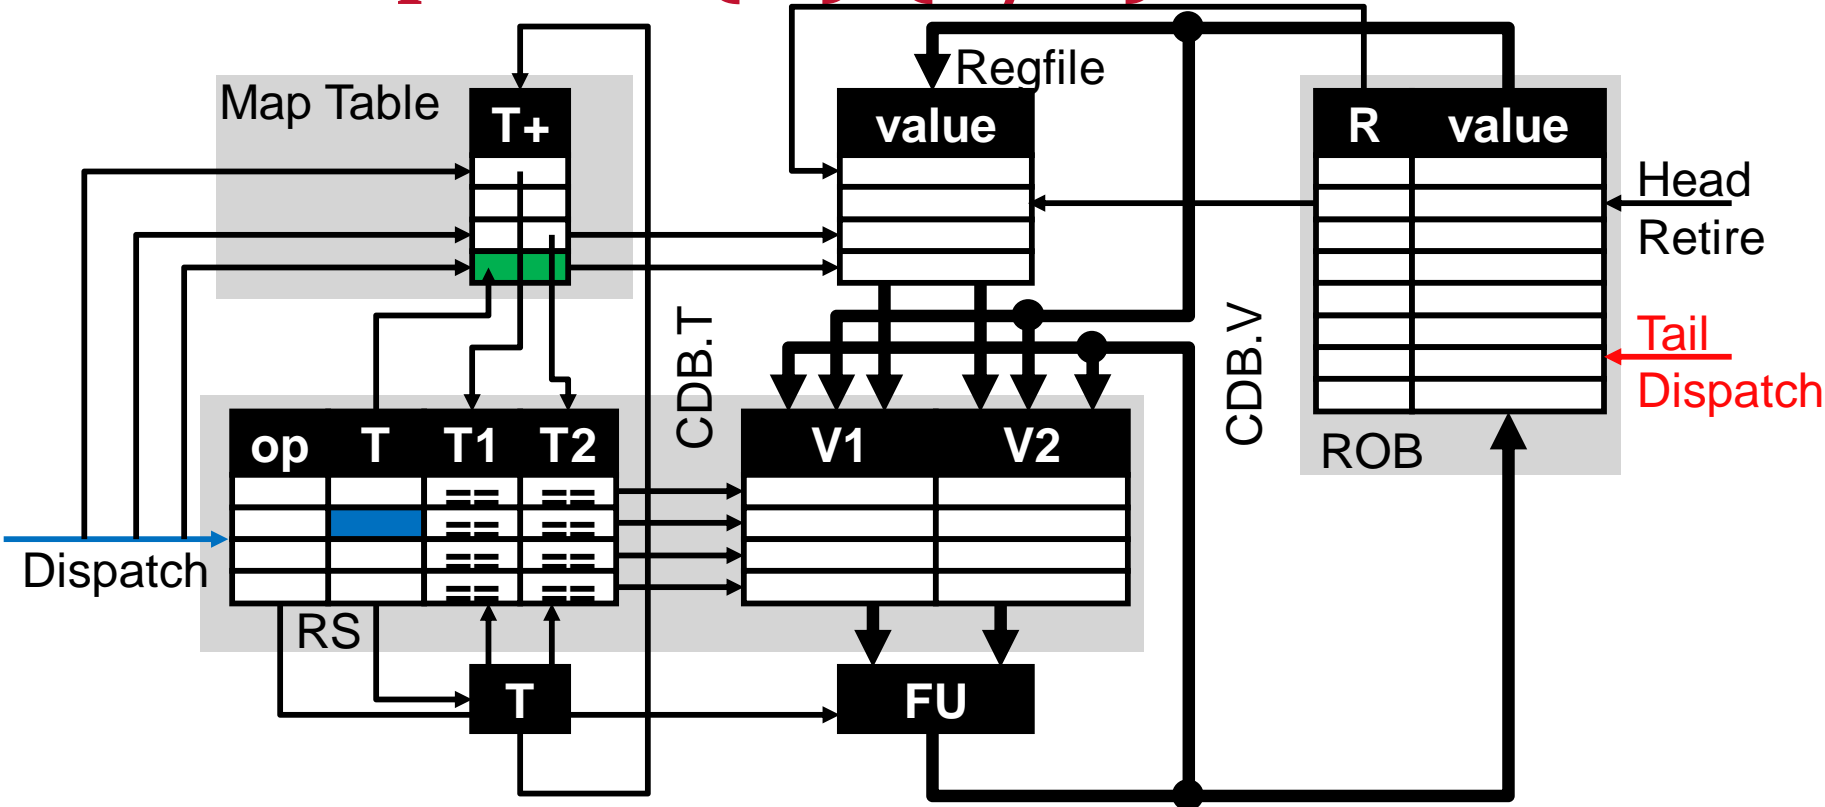 Regfile
Map Table
T+
value
R value
Head
Retire
CDB.T
CDB.V
Tail
Dispatch
op T T1 T2
V1 V2
ROB
== ==
== ==
== ==
== ==
Dispatch
RS
T
FU